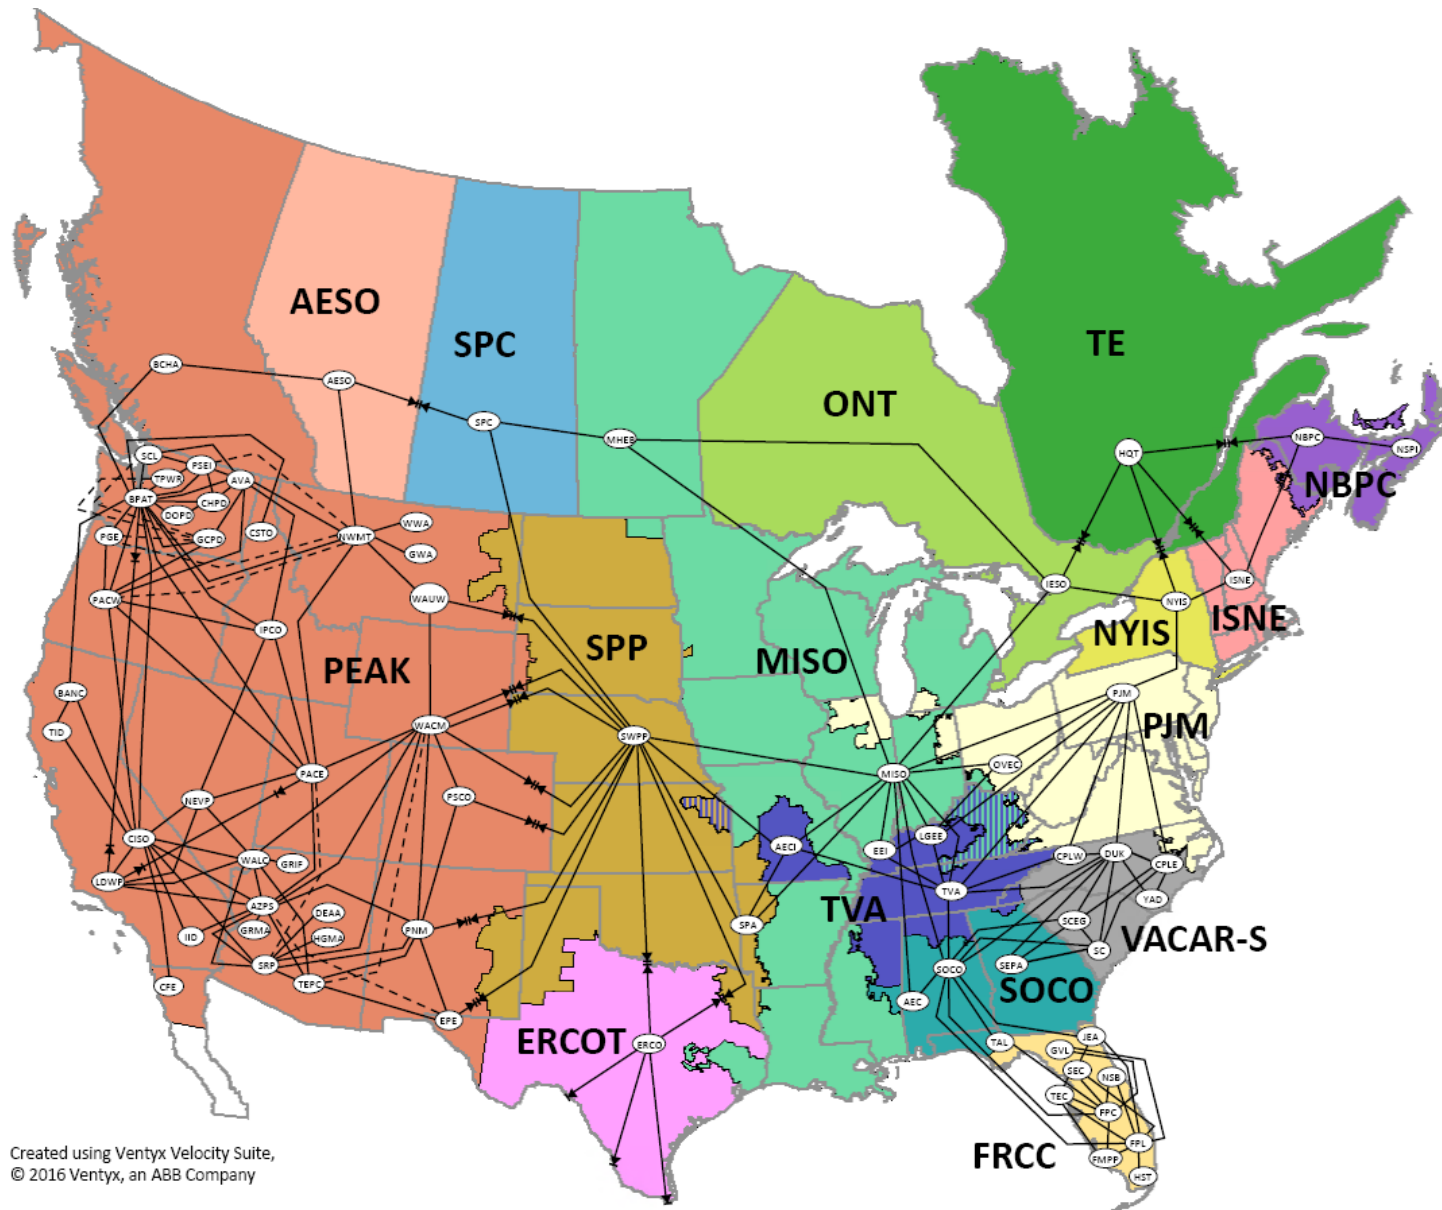 AESO
SPC
TE
ONT
BCHA
AESO
SPC
MHEB
HQT
NBPC
NSPI
NBPC
SCL
PSEI
TPWR
AVA
BPAT
CHPD
DOPD
GCPD
CSTO
PGE
NWMT
WWA
GWA
PACW
WAUW
IPCO
IESO
NYIS
ISNE
ISNE
NYIS
SPP
MISO
PEAK
BANC
TID
WACM
SWPP
PJM
PJM
MISO
OVEC
PACE
NEVP
PSCO
CISO
WALC
GRIF
LDWP
AECI
EEI
LGEE
CPLW
DUK
CPLE
TVA
TVA
YAD
AZPS
DEAA
GRMA
HGMA
IID
PNM
SPA
SCEG
SC
VACAR-S
SRP
TEPC
SOCO
SEPA
SOCO
CFE
AEC
EPE
ERCOT
ERCO
TAL
JEA
GVL
SEC
NSB
TEC
FPC
FPL
FMPP
HST
FRCC
Created using Ventyx Velocity Suite,
© 2016 Ventyx, an ABB Company